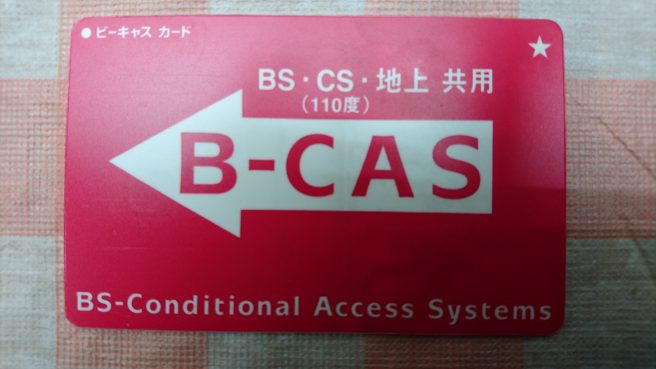 ●ビーキャス カード
★
BS・CS・地上 共用
（110度）
B-CAS
BS-Conditional Access Systems